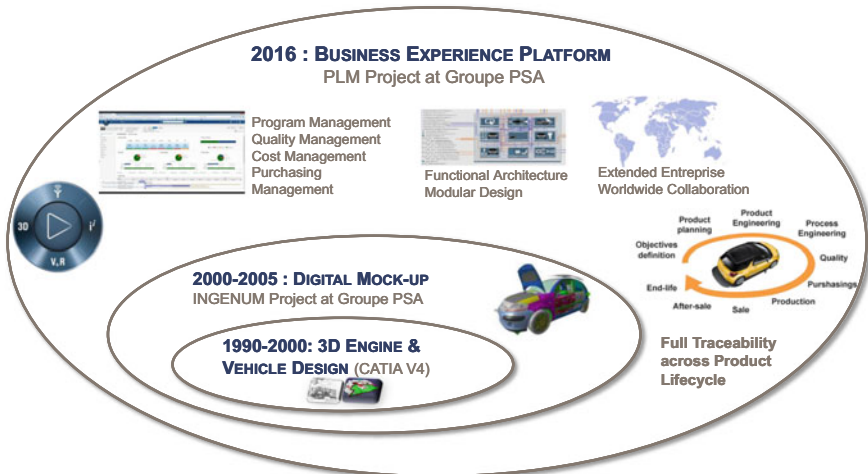 2016 : BUSINESS EXPERIENCE PLATFORM
PLM Project at Groupe PSA
Program Management
Quality Management
Cost Management
Purchasing
Management
Functional Architecture
Modular Design
Extended Entreprise
Worldwide Collaboration
3D
i²
V,R
Product
planning
Product
Engineering
Process
Engineering
Objectives
definition
Quality
End-life
Purshasings
After-sale
Sale
Production
2000-2005 : DIGITAL MOCK-UP
INGENUM Project at Groupe PSA
1990-2000: 3D ENGINE &
VEHICLE DESIGN (CATIA V4)
Full Traceability
across Product
Lifecycle